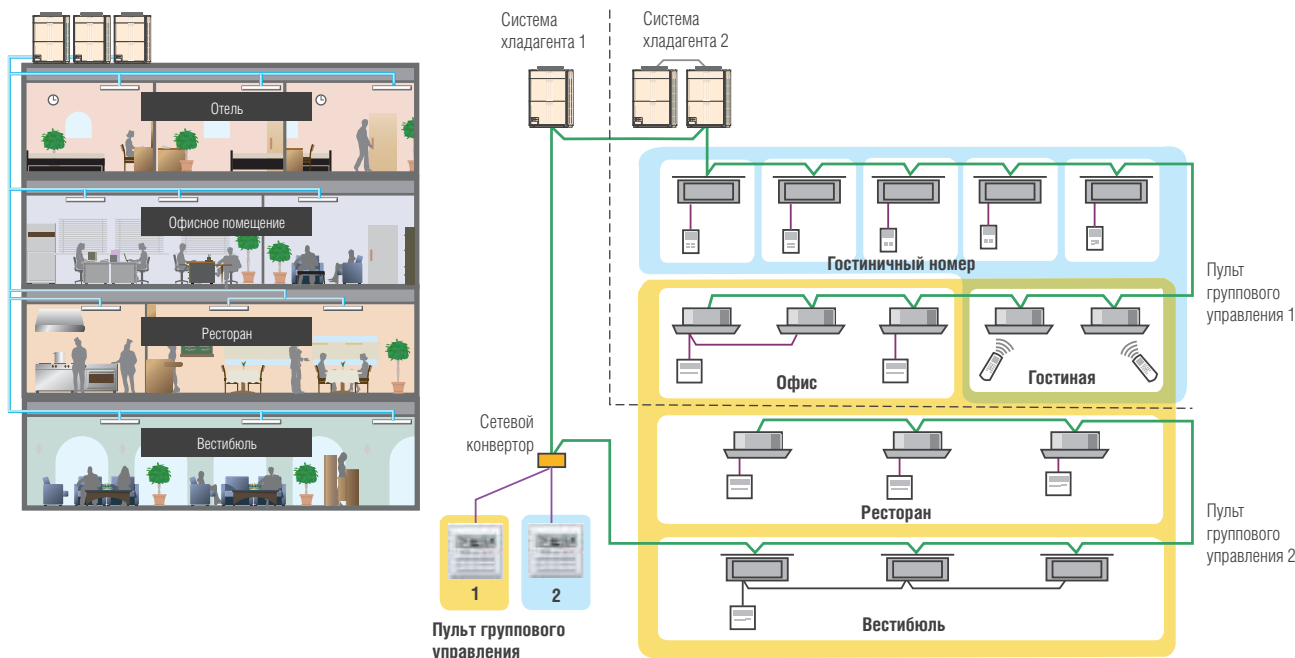 Отель
Офисное помещение
Ресторан
Вестибюль
Система
хладагента 1
Система
хладагента 2
Гостиничный номер
Пульт
группового
управления 1
Офис
Гостиная
Сетевой
конвертор
Ресторан
Пульт
группового
управления 2
1
2
Вестибюль
Пульт группового
управления